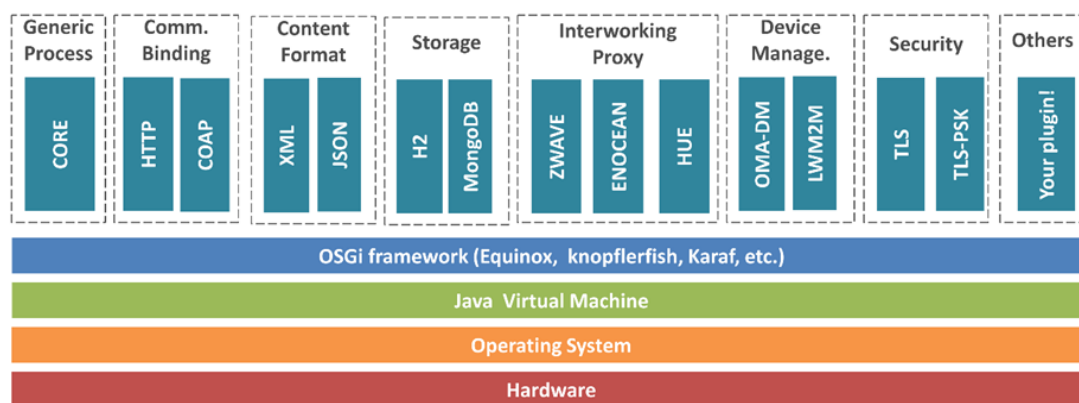 Generic
Process
Comm.
Binding
Content
Format
Storage
Interworking
Proxy
Device
Manage.
Security
Others
CORE
HTTP
COAP
XML
JSON
H2
MongoDB
ZWAVE
ENOCEAN
HUE
OMA-DM
LWM2M
TLS
TLS-PSK
Your plugin!
OSGi framework (Equinox, knopflerfish, Karaf, etc.)
Java Virtual Machine
Operating System
Hardware